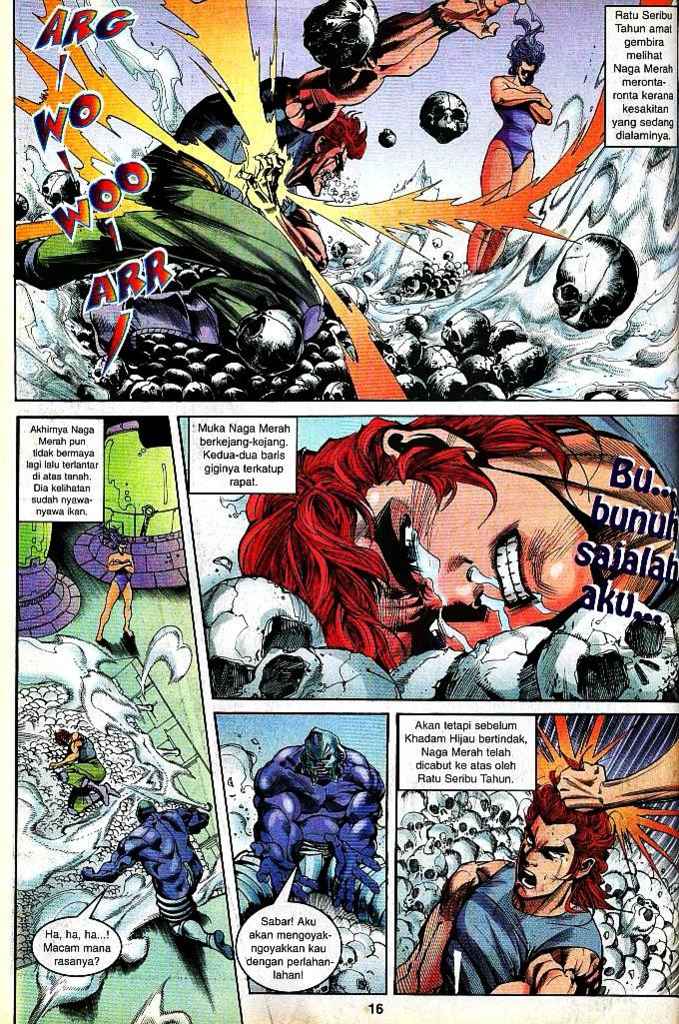 ARG
WO
WOO
ARR
Ratu Seribu
Tahun amat
gembira
melihat
Naga Merah
meronta-
ronta kerana
kesakitan
yang sedang
dialaminya.
Akhirnya Naga
Merah pun
tidak bermaya
lagi lalu terlantar
di atas tanah.
Dia kelihatan
sudah nyawa-
nyawa ikan.
Muka Naga Merah
berkejang-kejang.
Kedua-dua baris
giginya terkatup
rapat.
Bu...
bunuh
sajalah
aku...
Ha, ha, ha...!
Macam mana
rasanya?
Sabar! Aku
akan mengoyak-
ngoyakkan kau
dengan perlahan-
lahan!
Akan tetapi sebelum
Khadam Hijau bertindak,
Naga Merah telah
dicabut ke atas oleh
Ratu Seribu Tahun.
16